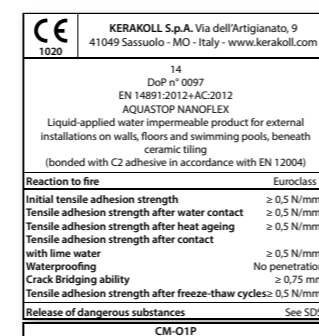 CE
1020
KERAKOLL S.p.A. Via dell'Artigianato, 9
41049 Sassuolo - MO - Italy - www.kerakoll.com
14
DoP n° 0097
EN 14891:2012+AC:2012
AQUASTOP NANOFLEX
Liquid-applied water impermeable product for external
installations on walls, floors and swimming pools, beneath
ceramic tiling
(bonded with C2 adhesive in accordance with EN 12004)
Reaction to fire Euroclass
Initial tensile adhesion strength ≥ 0,5 N/mm
Tensile adhesion strength after water contact ≥ 0,5 N/mm
Tensile adhesion strength after heat ageing ≥ 0,5 N/mm
Tensile adhesion strength after contact
with lime water ≥ 0,5 N/mm
Waterproofing No penetration
Crack Bridging ability ≥ 0,75 mm
Tensile adhesion strength after freeze-thaw cycles ≥ 0,5 N/mm
Release of dangerous substances See SDS
CM-O1P